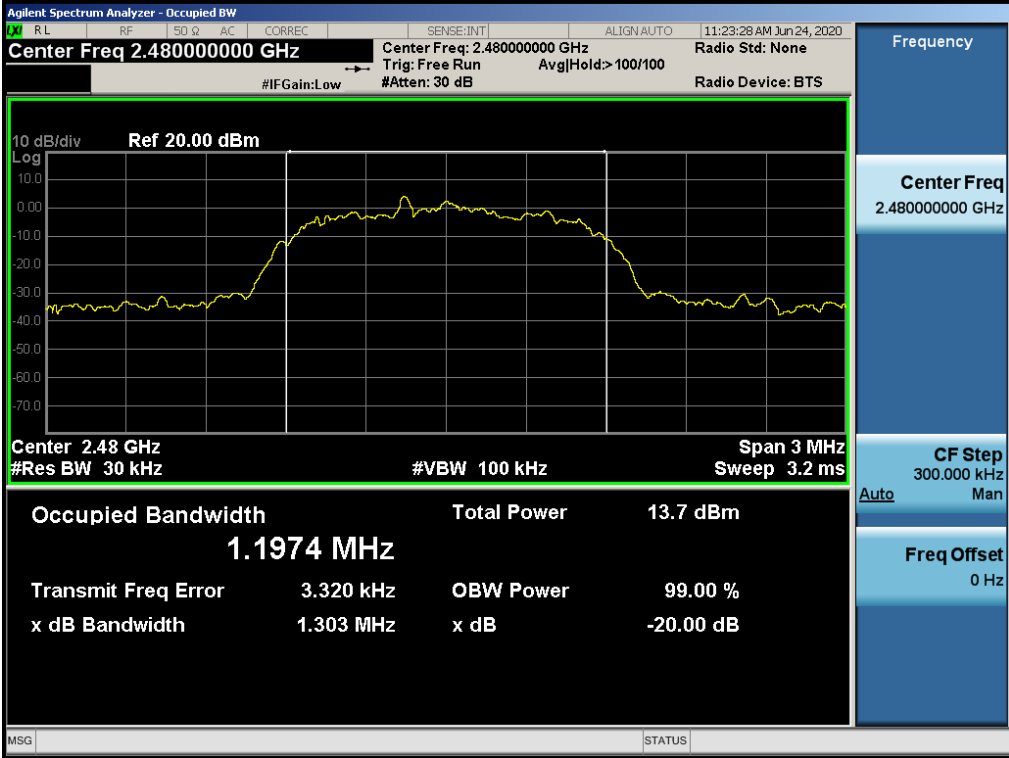 Agilent Spectrum Analyzer - Occupied BW
LXI RL RF 50 Ω AC CORREC SENSE:INT ALIGN AUTO 11:23:28 AM Jun 24, 2020
Center Freq 2.480000000 GHz
Center Freq: 2.480000000 GHz
Radio Std: None
Trig: Free Run Avg|Hold:>100/100
#IFGain:Low #Atten: 30 dB Radio Device: BTS
10 dB/div Ref 20.00 dBm
Log
10.0
0.00
-10.0
-20.0
-30.0
-40.0
-50.0
-60.0
-70.0
Center 2.48 GHz Span 3 MHz
#Res BW 30 kHz #VBW 100 kHz Sweep 3.2 ms
Occupied Bandwidth Total Power 13.7 dBm
1.1974 MHz
Transmit Freq Error 3.320 kHz OBW Power 99.00 %
x dB Bandwidth 1.303 MHz x dB -20.00 dB
Frequency
Center Freq
2.480000000 GHz
CF Step
300.000 kHz
Auto Man
Freq Offset
0 Hz
MSG STATUS